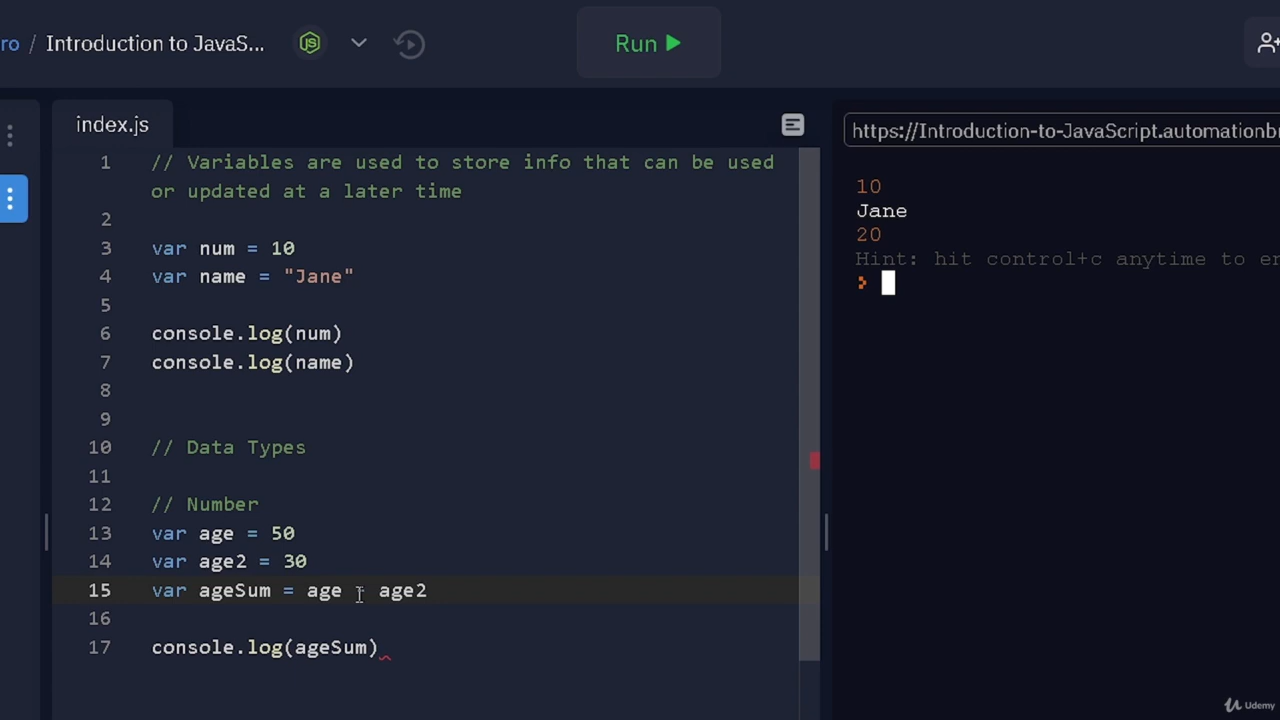 ro / Introduction to JavaS...
JS
Run
index.js
1 // Variables are used to store info that can be used
or updated at a later time
2
3 var num = 10
4 var name = "Jane"
5
6 console.log(num)
7 console.log(name)
8
9
10 // Data Types
11
12 // Number
13 var age = 50
14 var age2 = 30
15 var ageSum = age age2
16
17 console.log(ageSum)
https://Introduction-to-JavaScript.automationb
10
Jane
20
Hint: hit control+c anytime to en
>
Udemy